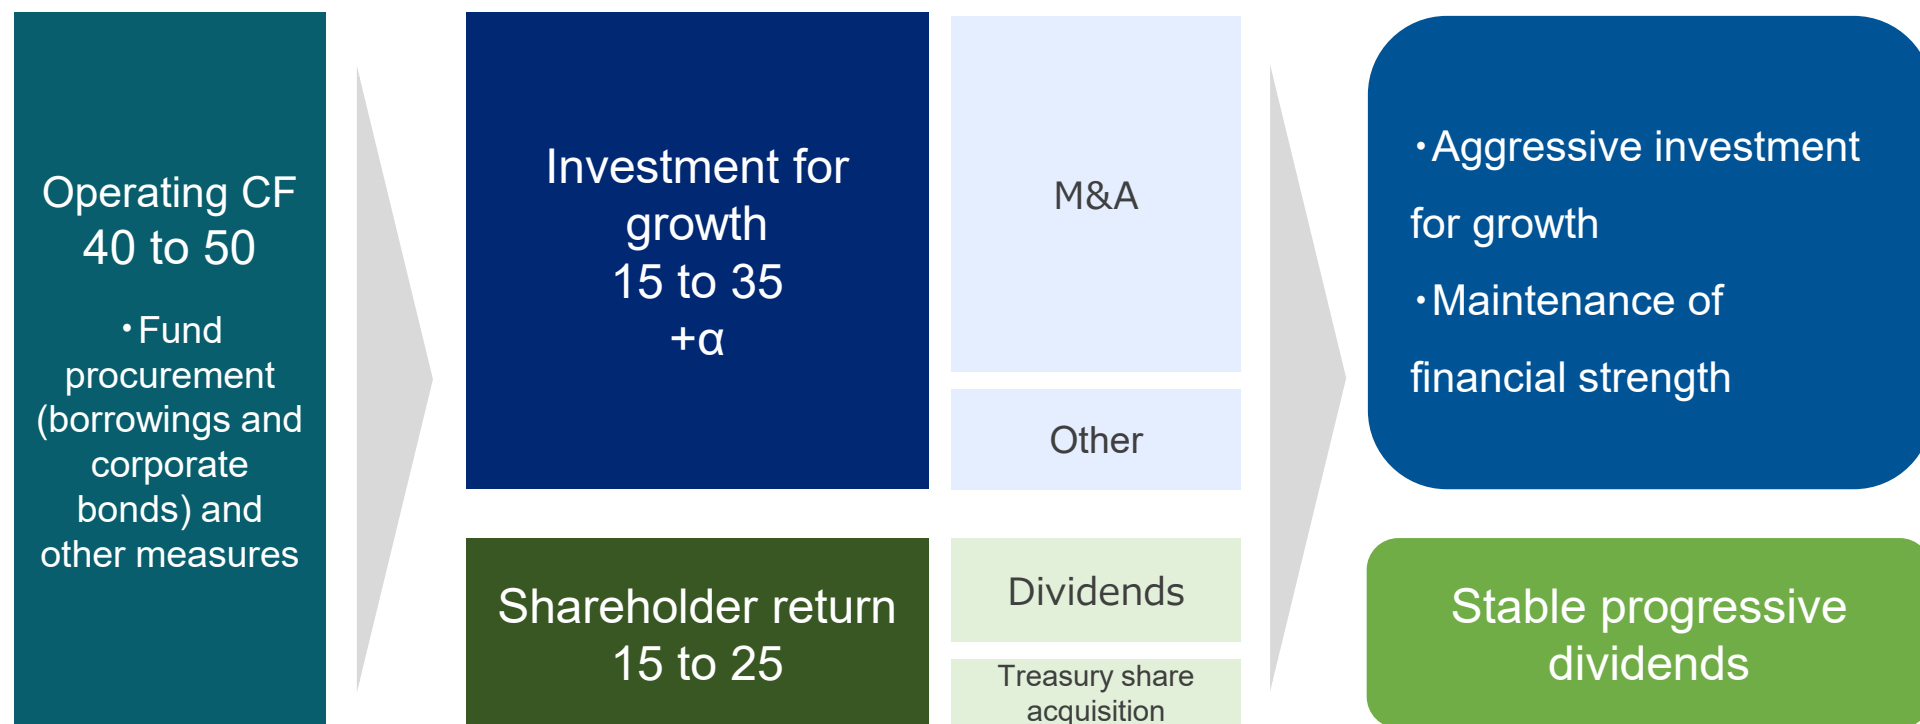 Operating CF
40 to 50
・Fund
procurement
(borrowings and
corporate
bonds) and
other measures
Investment for
growth
15 to 35
+α
M&A
Other
Shareholder return
15 to 25
Dividends
Treasury share
acquisition
・Aggressive investment
for growth
・Maintenance of
financial strength
Stable progressive
dividends